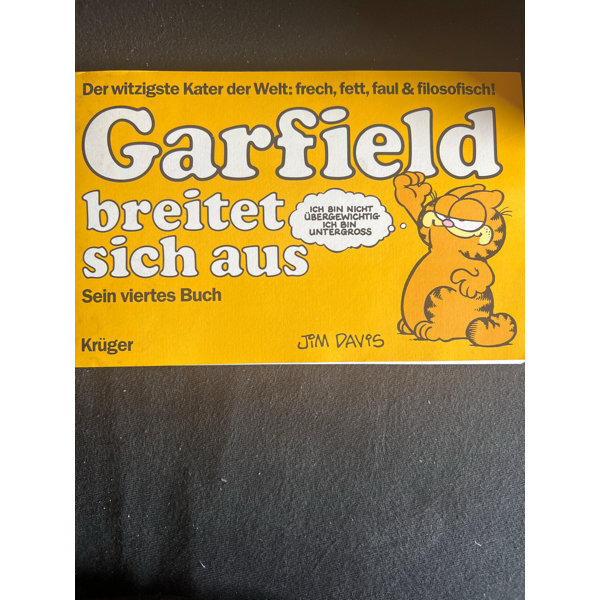 Der witzigste Kater der Welt: frech, fett, faul & filosofisch!
Garfield
breitet
sich aus
ICH BIN NICHT
ÜBERGEWICHTIG
ICH BIN
UNTERGROSS
Sein viertes Buch
Krüger
JIM DAVIS